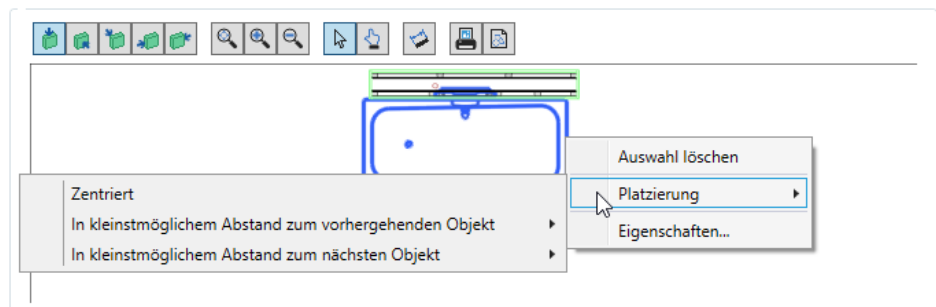 Auswahl löschen
Zentriert
Platzierung
In kleinstmöglichem Abstand zum vorhergehenden Objekt
Eigenschaften...
In kleinstmöglichem Abstand zum nächsten Objekt